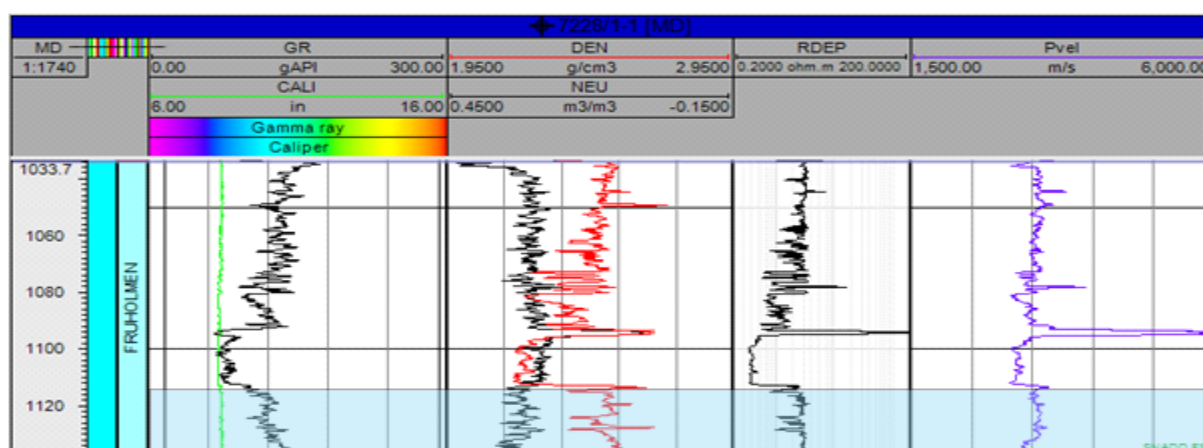 7228/1-1 [MD]
MD GR DEN RDEP Pvel
1:1740 0.00 gAPI 300.00 1.9500 g/cm3 2.9500 0.2000 ohm.m 200.0000 1,500.00 m/s 6,000.00
CALI NEU
6.00 in 16.00 0.4500 m3/m3 -0.1500
Gamma ray
Caliper
1033.7
1060
1080
FRUHOLMEN
1100
1120